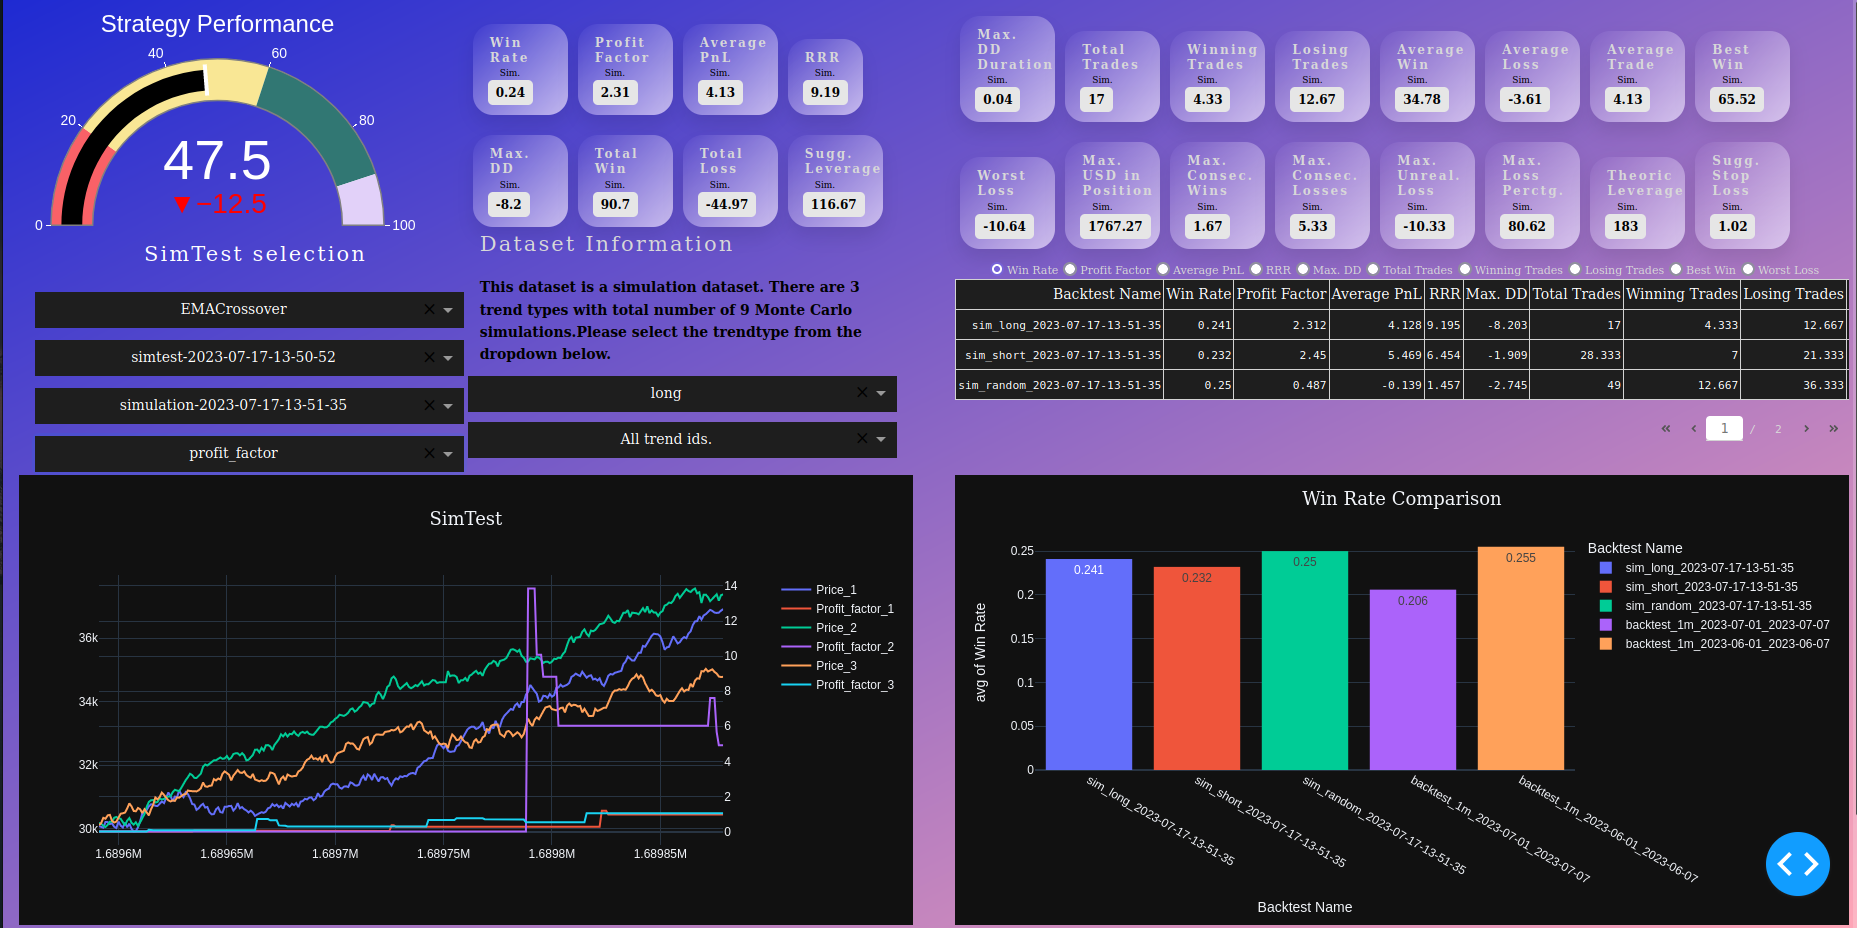 Strategy Performance
0
20
40
60
80
100
47.5
▼−12.5
Win
Rate
Sim.
0.24
Profit
Factor
Sim.
2.31
Average
PnL
Sim.
4.13
RRR
Sim.
9.19
Max.
DD
Sim.
-8.2
Total
Win
Sim.
90.7
Total
Loss
Sim.
-44.97
Sugg.
Leverage
Sim.
116.67
SimTest selection
EMACrossover
simtest-2023-07-17-13-50-52
simulation-2023-07-17-13-51-35
profit_factor
Dataset Information
This dataset is a simulation dataset. There are 3
trend types with total number of 9 Monte Carlo
simulations.Please select the trendtype from the
dropdown below.
long
All trend ids.
Max.
DD
Duration
Sim.
0.04
Total
Trades
Sim.
17
Winning
Trades
Sim.
4.33
Losing
Trades
Sim.
12.67
Average
Win
Sim.
34.78
Average
Loss
Sim.
-3.61
Average
Trade
Sim.
4.13
Best
Win
Sim.
65.52
Worst
Loss
Sim.
-10.64
Max.
USD in
Position
Sim.
1767.27
Max.
Consec.
Wins
Sim.
1.67
Max.
Consec.
Losses
Sim.
5.33
Max.
Unreal.
Loss
Sim.
-10.33
Max.
Loss
Perctg.
Sim.
80.62
Theoric
Leverage
Sim.
183
Sugg.
Stop
Loss
Sim.
1.02
Win Rate Profit Factor Average PnL RRR Max. DD Total Trades Winning Trades Losing Trades Best Win Worst Loss
Backtest Name Win Rate Profit Factor Average PnL RRR Max. DD Total Trades Winning Trades Losing Trades
sim_long_2023-07-17-13-51-35 0.241 2.312 4.128 9.195 -8.203 17 4.333 12.667
sim_short_2023-07-17-13-51-35 0.232 2.45 5.469 6.454 -1.909 28.333 7 21.333
sim_random_2023-07-17-13-51-35 0.25 0.487 -0.139 1.457 -2.745 49 12.667 36.333
« ‹ 1 / 2 › »
SimTest
36k
34k
32k
30k
14
12
10
8
6
4
2
0
1.6896M 1.68965M 1.6897M 1.68975M 1.6898M 1.68985M
Price_1
Profit_factor_1
Price_2
Profit_factor_2
Price_3
Profit_factor_3
Win Rate Comparison
avg of Win Rate
0.25
0.2
0.15
0.1
0.05
0
0.241
0.232
0.25
0.206
0.255
sim_long_2023-07-17-13-51-35
sim_short_2023-07-17-13-51-35
sim_random_2023-07-17-13-51-35
backtest_1m_2023-07-01_2023-07-07
backtest_1m_2023-06-01_2023-06-07
Backtest Name
Backtest Name
sim_long_2023-07-17-13-51-35
sim_short_2023-07-17-13-51-35
sim_random_2023-07-17-13-51-35
backtest_1m_2023-07-01_2023-07-07
backtest_1m_2023-06-01_2023-06-07